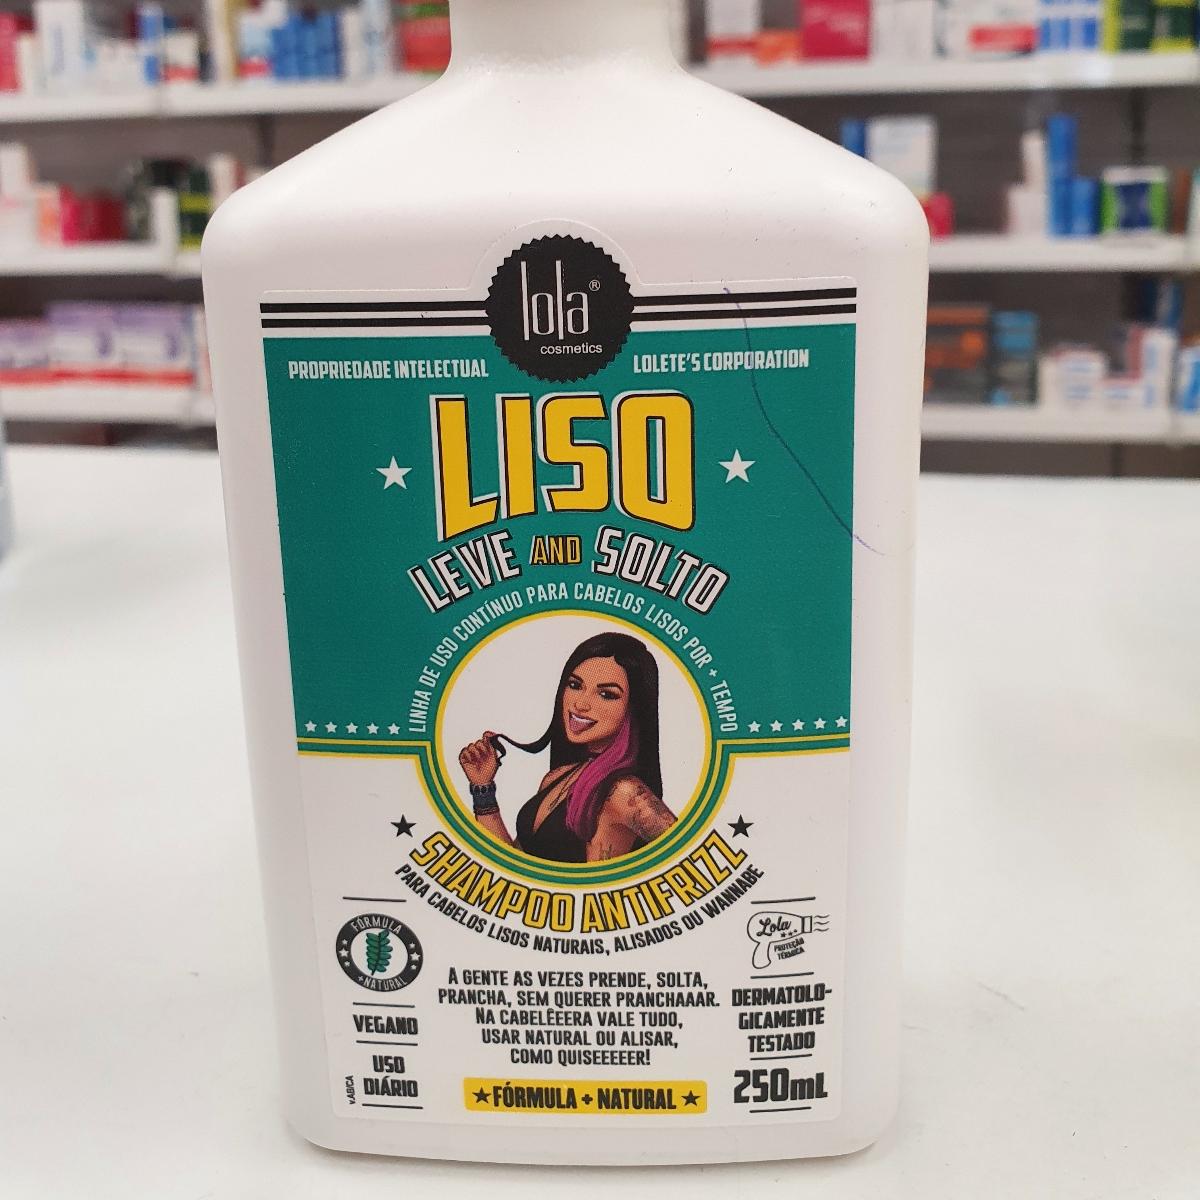 lola®
cosmetics
PROPRIEDADE INTELECTUAL
LOLETE'S CORPORATION
LISO
LEVE AND SOLTO
LINHA DE USO CONTÍNUO PARA CABELOS LISOS POR + TEMPO
SHAMPOO ANTIFRIZZ
PARA CABELOS LISOS NATURAIS, ALISADOS OU WANNABE
FÓRMULA
+NATURAL
VEGANO
USO
DIÁRIO
V.AB/CA
A GENTE AS VEZES PRENDE, SOLTA,
PRANCHA, SEM QUERER PRANCHAAAR.
NA CABELÊEERA VALE TUDO,
USAR NATURAL OU ALISAR,
COMO QUISEEEEER!
FÓRMULA + NATURAL
Lola
PROTEÇÃO
TÉRMICA
DERMATOLO-
GICAMENTE
TESTADO
250mL